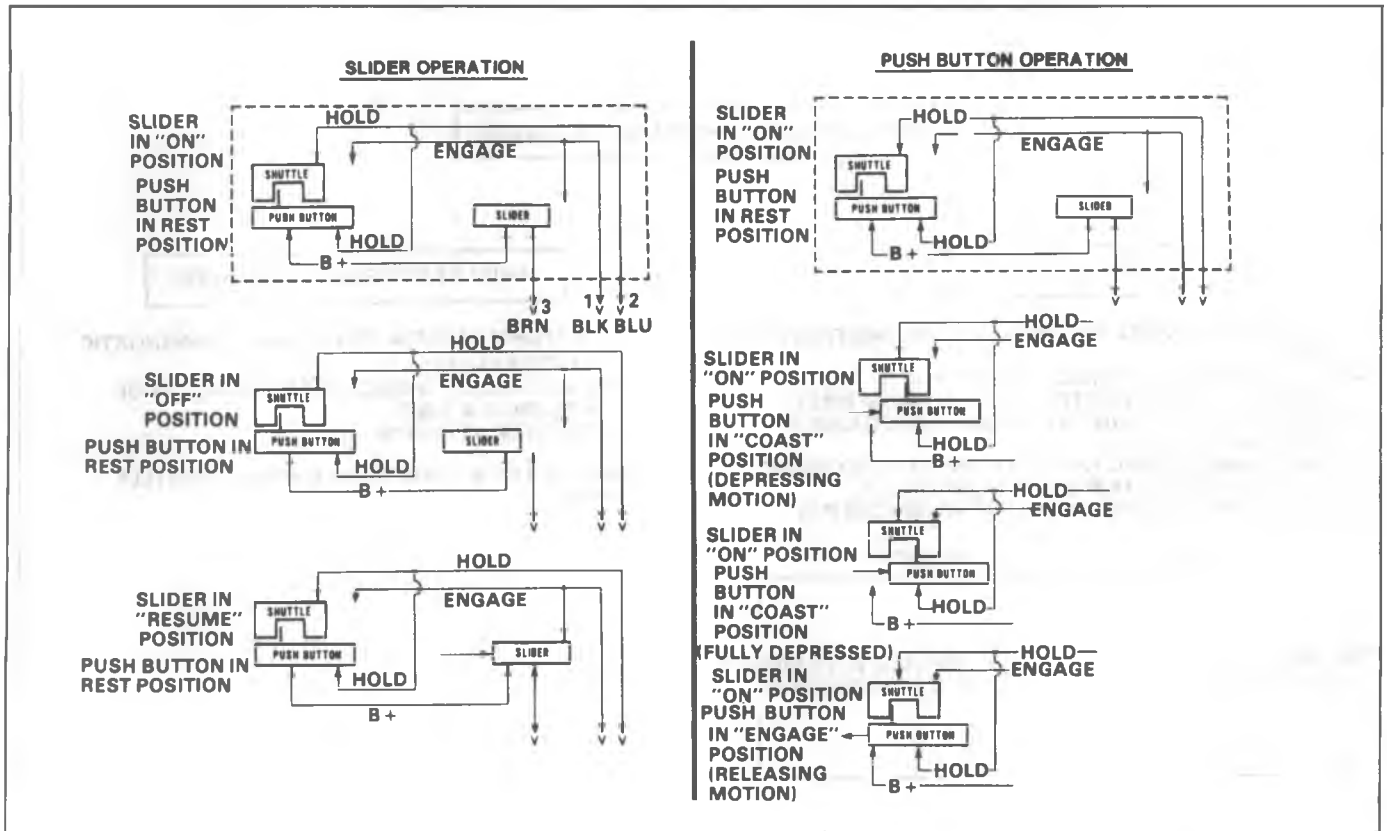 SLIDER OPERATION
SLIDER
IN "ON"
POSITION
PUSH
BUTTON
IN REST
POSITION
HOLD
ENGAGE
SHUTTLE
PUSH BUTTON
SLIDER
HOLD
B +
3
1
2
BRN
BLK
BLU
SLIDER IN
"OFF"
POSITION
PUSH BUTTON IN
REST POSITION
HOLD
ENGAGE
SHUTTLE
PUSH BUTTON
SLIDER
HOLD
B +
SLIDER IN
"RESUME"
POSITION
PUSH BUTTON IN
REST POSITION
HOLD
ENGAGE
SHUTTLE
PUSH BUTTON
SLIDER
HOLD
B +
PUSH BUTTON OPERATION
SLIDER
IN "ON"
POSITION
PUSH
BUTTON
IN REST
POSITION
HOLD
ENGAGE
SHUTTLE
PUSH BUTTON
SLIDER
HOLD
B +
SLIDER IN
"ON" POSITION
PUSH
BUTTON
IN "COAST"
POSITION
(DEPRESSING
MOTION)
HOLD
ENGAGE
SHUTTLE
PUSH BUTTON
HOLD
B +
SLIDER IN
"ON" POSITION
PUSH
BUTTON
IN "COAST"
POSITION
(FULLY DEPRESSED)
HOLD
ENGAGE
SHUTTLE
PUSH BUTTON
HOLD
B +
SLIDER IN
"ON" POSITION
PUSH BUTTON
IN "ENGAGE"
POSITION
(RELEASING
MOTION)
HOLD
ENGAGE
SHUTTLE
PUSH BUTTON
HOLD
B +